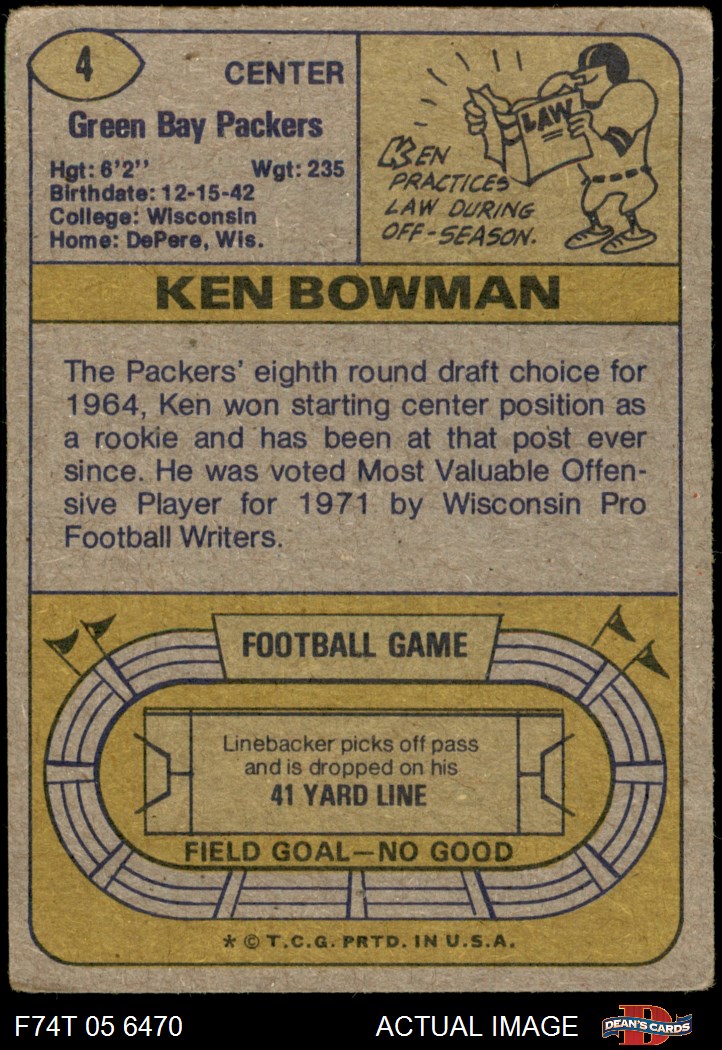 4
CENTER
Green Bay Packers
Hgt: 6'2'' Wgt: 235
Birthdate: 12-15-42
College: Wisconsin
Home: DePere, Wis.
LAW
KEN
PRACTICES
LAW DURING
OFF-SEASON.
KEN BOWMAN
The Packers' eighth round draft choice for
1964, Ken won starting center position as
a rookie and has been at that post ever
since. He was voted Most Valuable Offen-
sive Player for 1971 by Wisconsin Pro
Football Writers.
FOOTBALL GAME
Linebacker picks off pass
and is dropped on his
41 YARD LINE
FIELD GOAL—NO GOOD
* © T.C.G. PRTD. IN U.S.A.
F74T 05 6470
ACTUAL IMAGE
D
DEAN'S CARDS